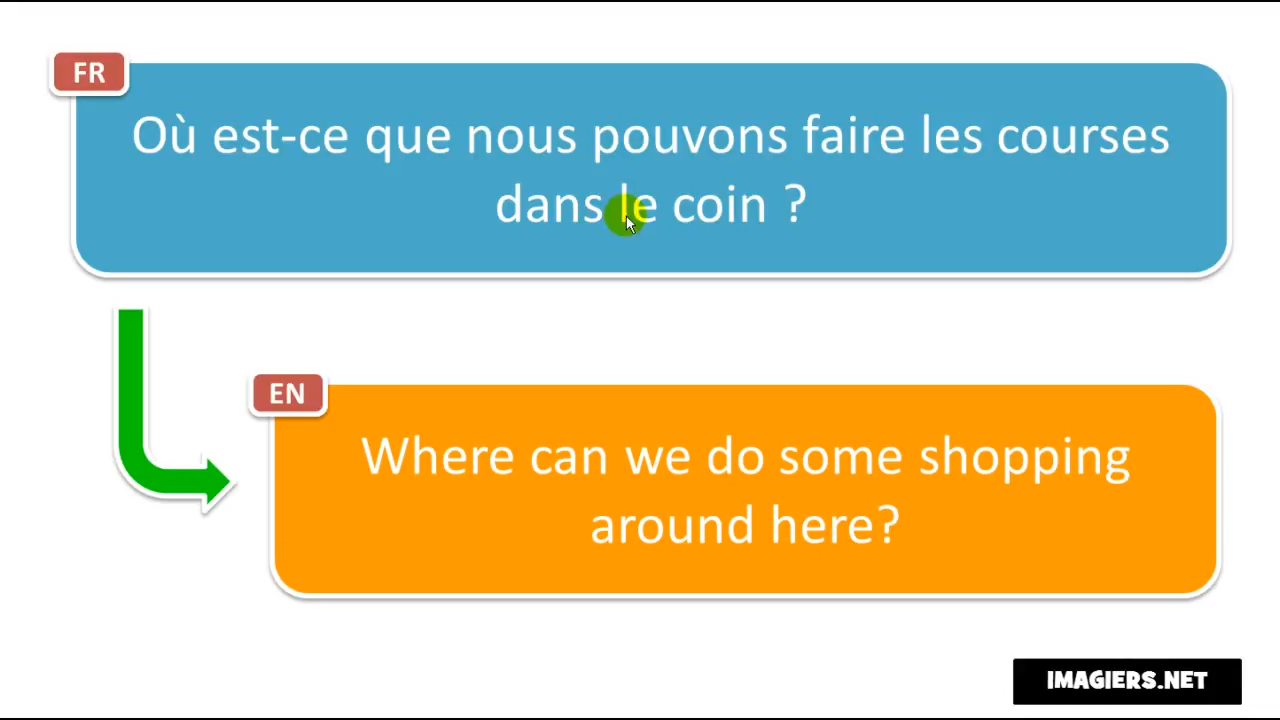 FR
Où est-ce que nous pouvons faire les courses
dans le coin ?
EN
Where can we do some shopping
around here?
IMAGIERS.NET